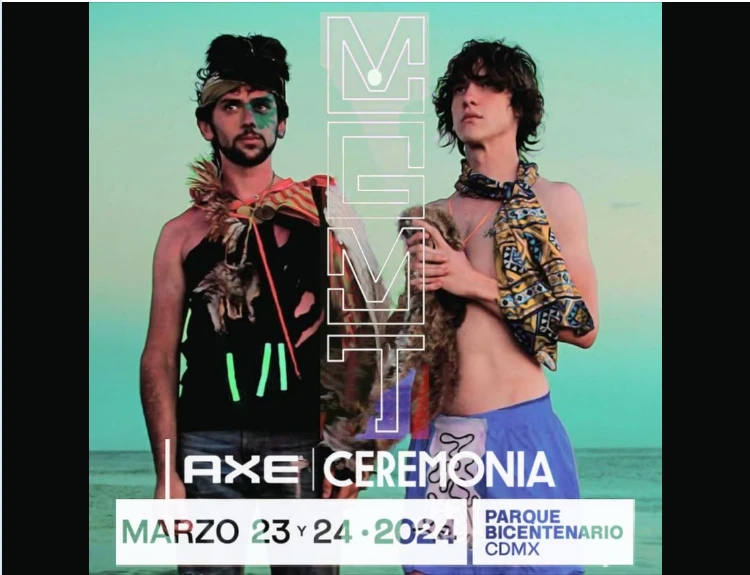 MGMT
AXE CEREMONIA
MARZO 23 Y 24 • 2024
PARQUE
BICENTENARIO
CDMX